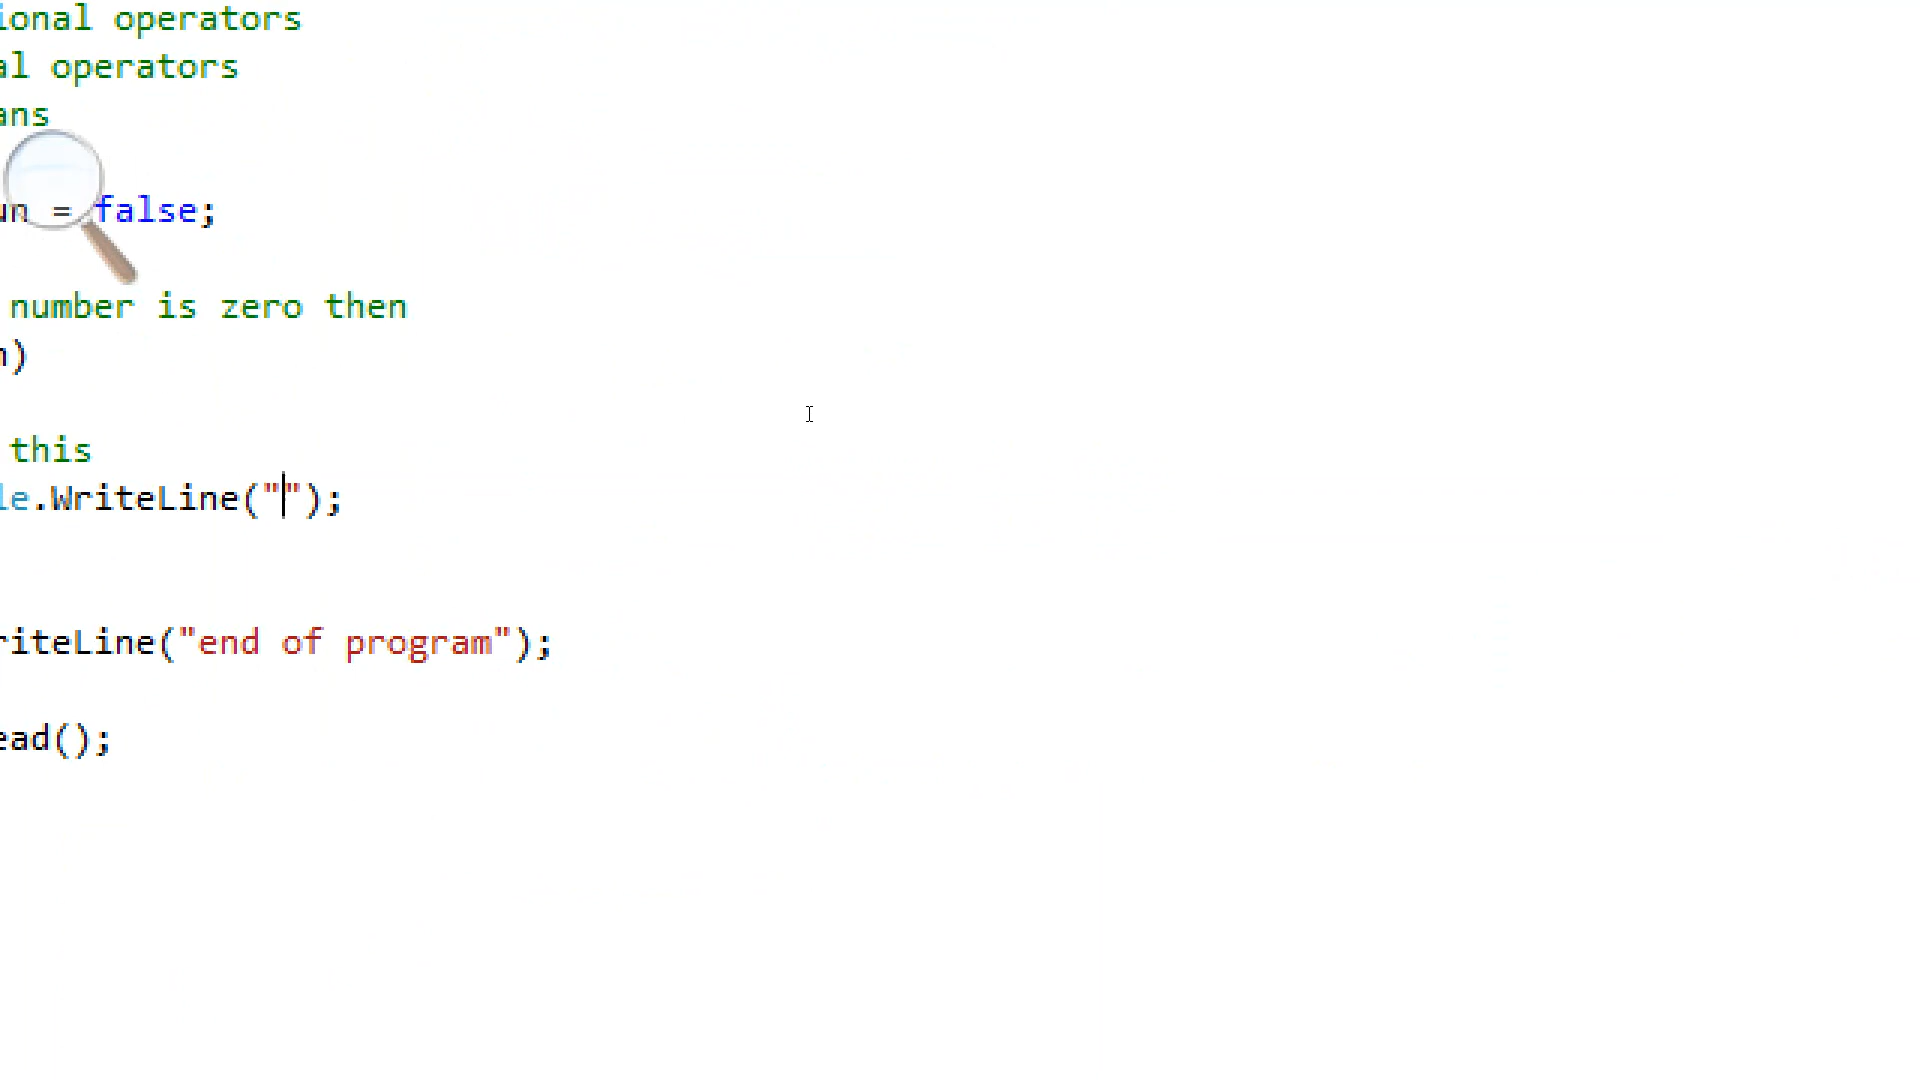 ional operators
al operators
ans
un = false;
number is zero then
n)
this
le.WriteLine("");
riteLine("end of program");
ead();